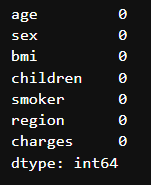 age 0
sex 0
bmi 0
children 0
smoker 0
region 0
charges 0
dtype: int64